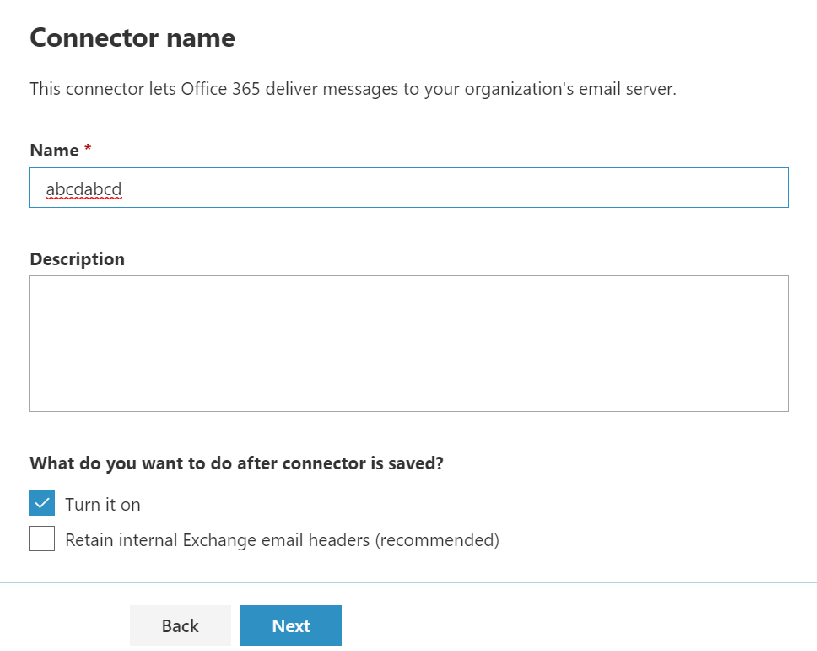 Connector name
This connector lets Office 365 deliver messages to your organization's email server.
Name *
abcdabcd
Description
What do you want to do after connector is saved?
Turn it on
Retain internal Exchange email headers (recommended)
Back Next